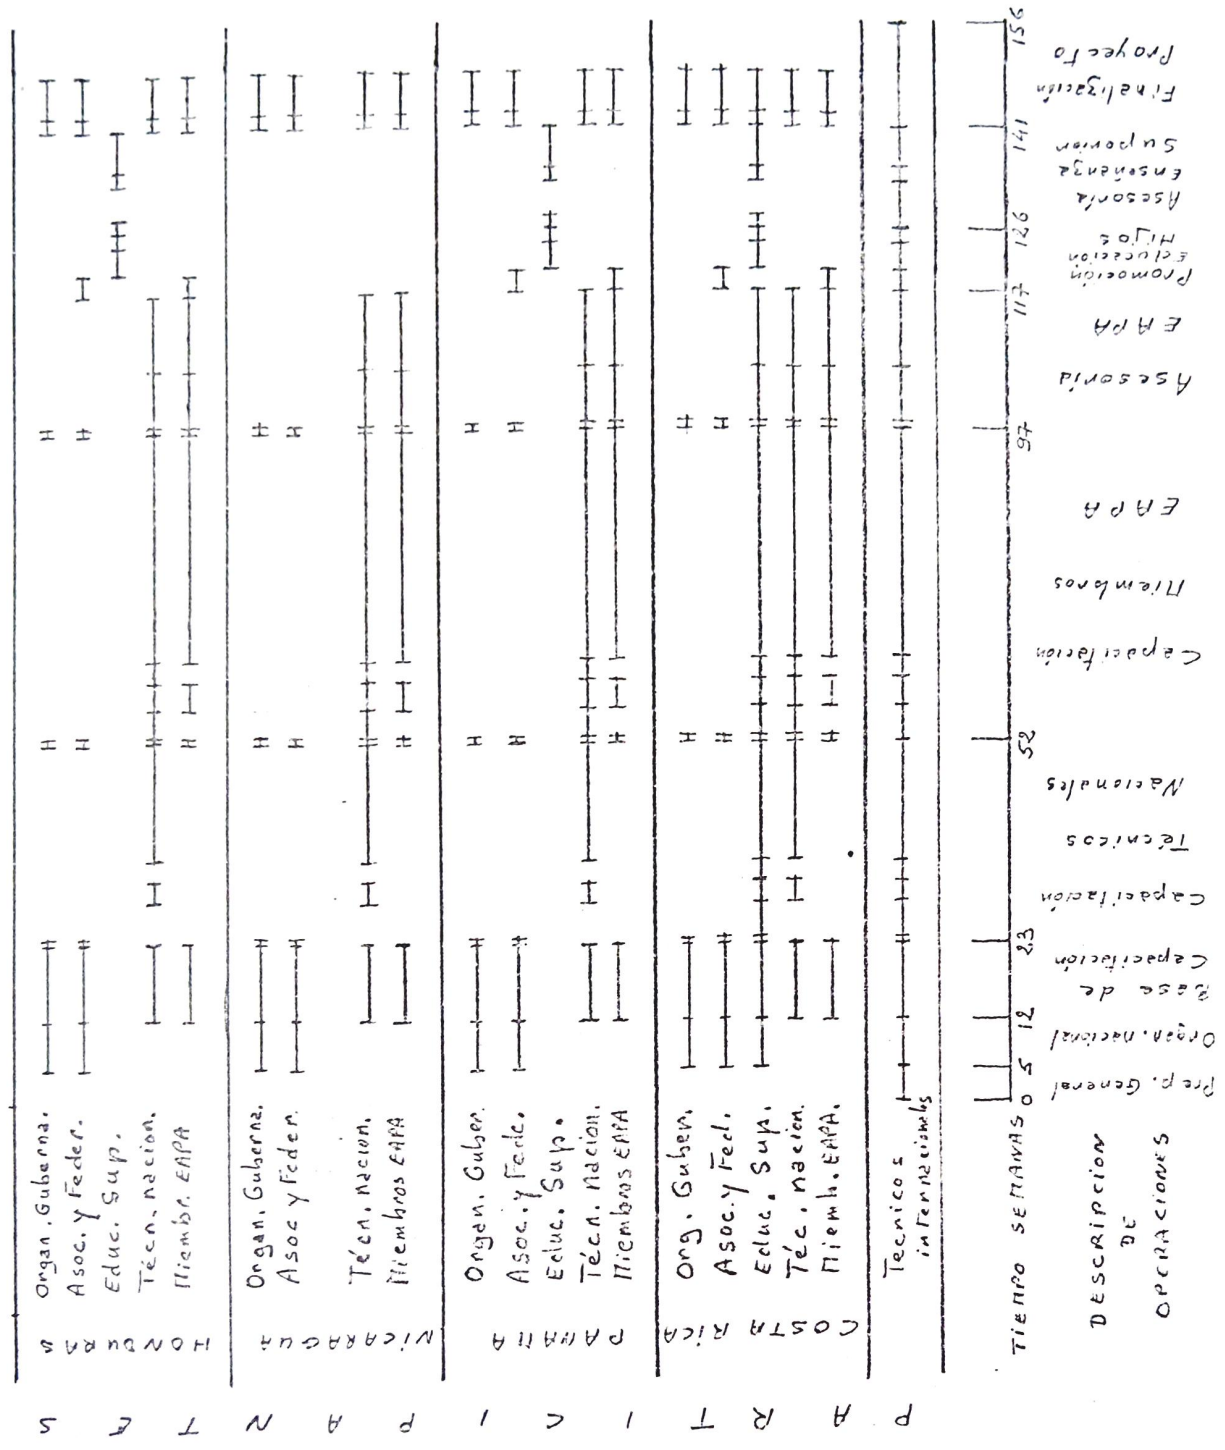 PARTICIPANTES
HONDURAS
Organ. Guberna.
Asoc. y Feder.
Educ. Sup.
Técn. nacion.
Miembr. EAPA
NICARAGUA
Organ. Guberna.
Asoc y Feder.
Técn. nacion.
Miembros EAPA
PANAMA
Organ. Guber.
Asoc. y Fede.
Educ. Sup.
Técn. nacion.
Miembros EAPA
COSTA RICA
Org. Guber.
Asoc. y Fed.
Educ. Sup.
Téc. nacion.
Miemb. EAPA.
Tecnicos
internacionales
TIEMPO SEMANAS
0 5 12 23 52 97 117 126 141 156
DESCRIPCION
DE
OPERACIONES
Prep. General
Organ. nacional
Base de
Capacitación
Capacitación
Técnicos
Nacionales
Capacitación
Miembros
EAPA
Asesoría
EAPA
Promoción
Educación
Hijos
Asesoría
Enseñanza
Superior
Finalización
Proyecto